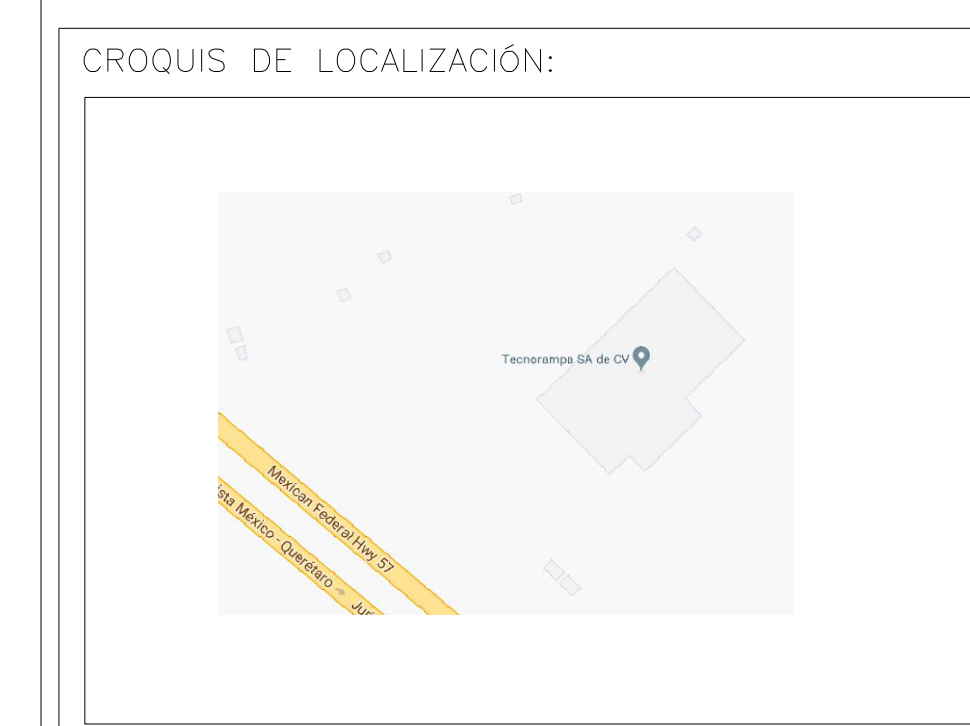 CROQUIS DE LOCALIZACIÓN:
Tecnorampa SA de CV
Mexican Federal Hwy 57
ista México - Querétaro